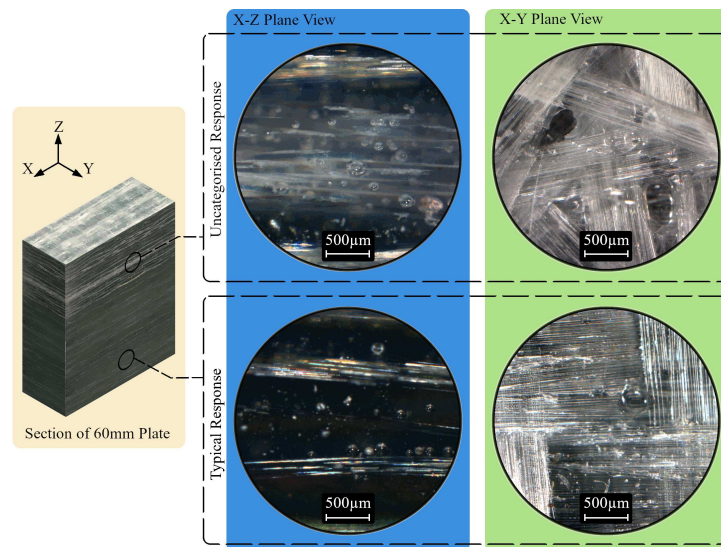 X-Z Plane View
X-Y Plane View
Uncategorised Response
Z
X
Y
500µm
500µm
Section of 60mm Plate
Typical Response
500µm
500µm